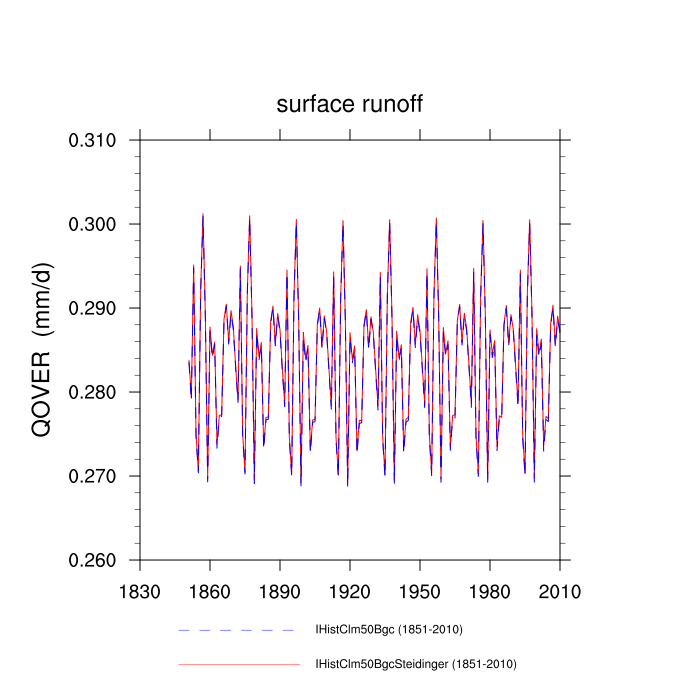 surface runoff
QOVER (mm/d)
0.310
0.300
0.290
0.280
0.270
0.260
1830 1860 1890 1920 1950 1980 2010
IHistClm50Bgc (1851-2010)
IHistClm50BgcSteidinger (1851-2010)